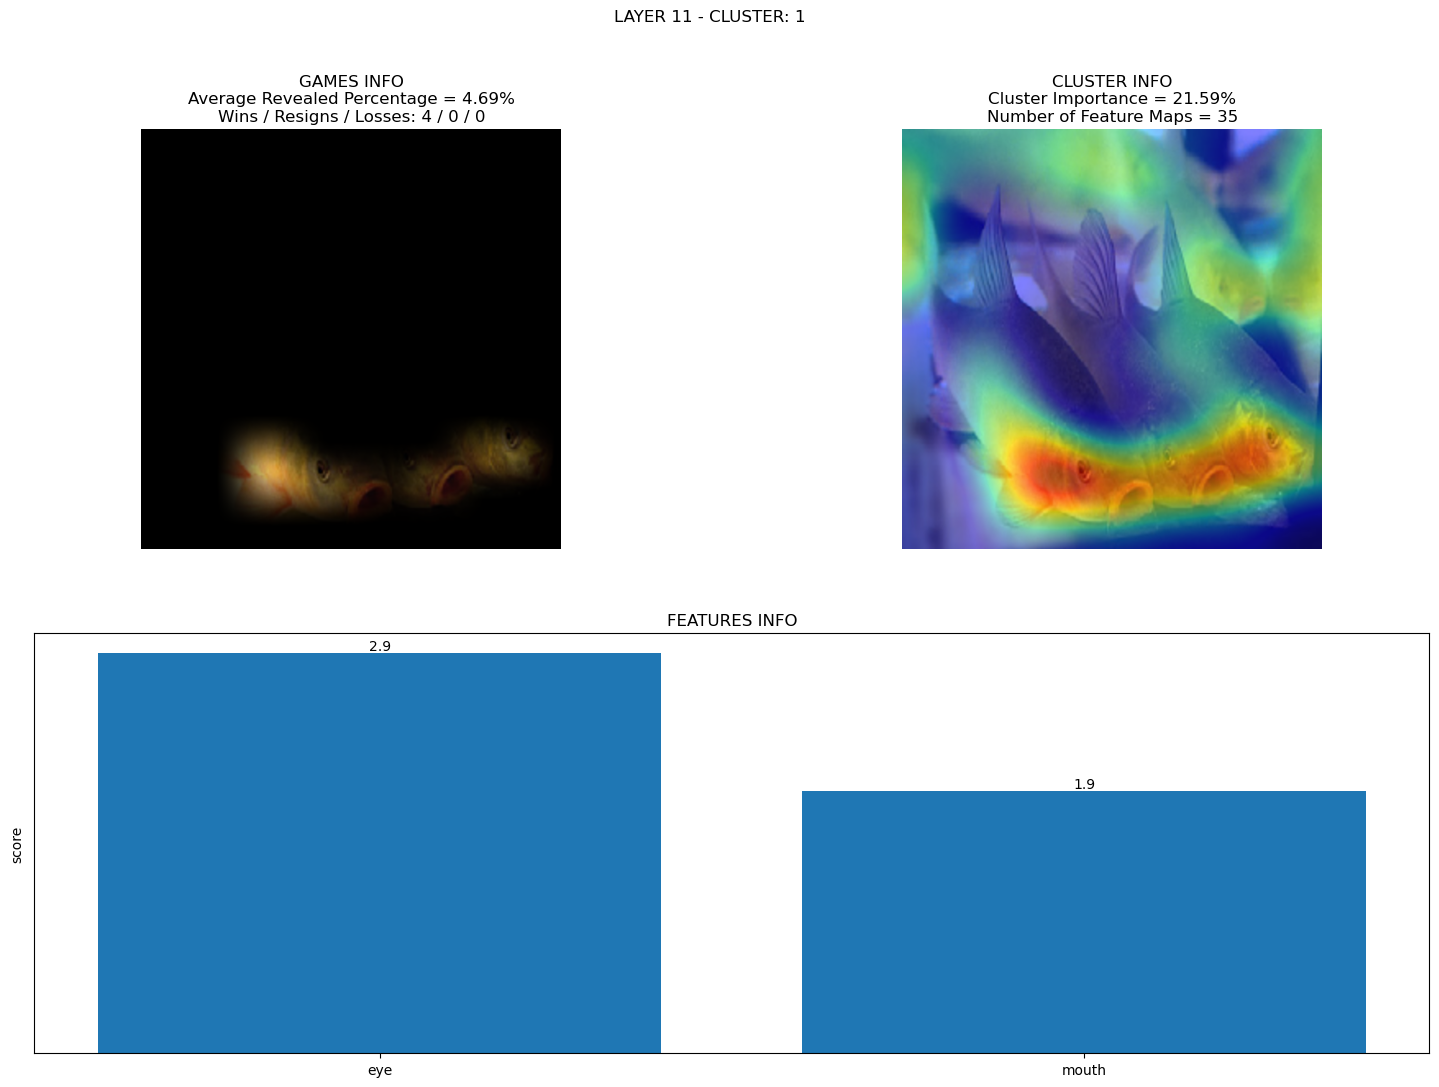 LAYER 11 - CLUSTER: 1
GAMES INFO
Average Revealed Percentage = 4.69%
Wins / Resigns / Losses: 4 / 0 / 0
CLUSTER INFO
Cluster Importance = 21.59%
Number of Feature Maps = 35
FEATURES INFO
score
2.9
1.9
eye
mouth